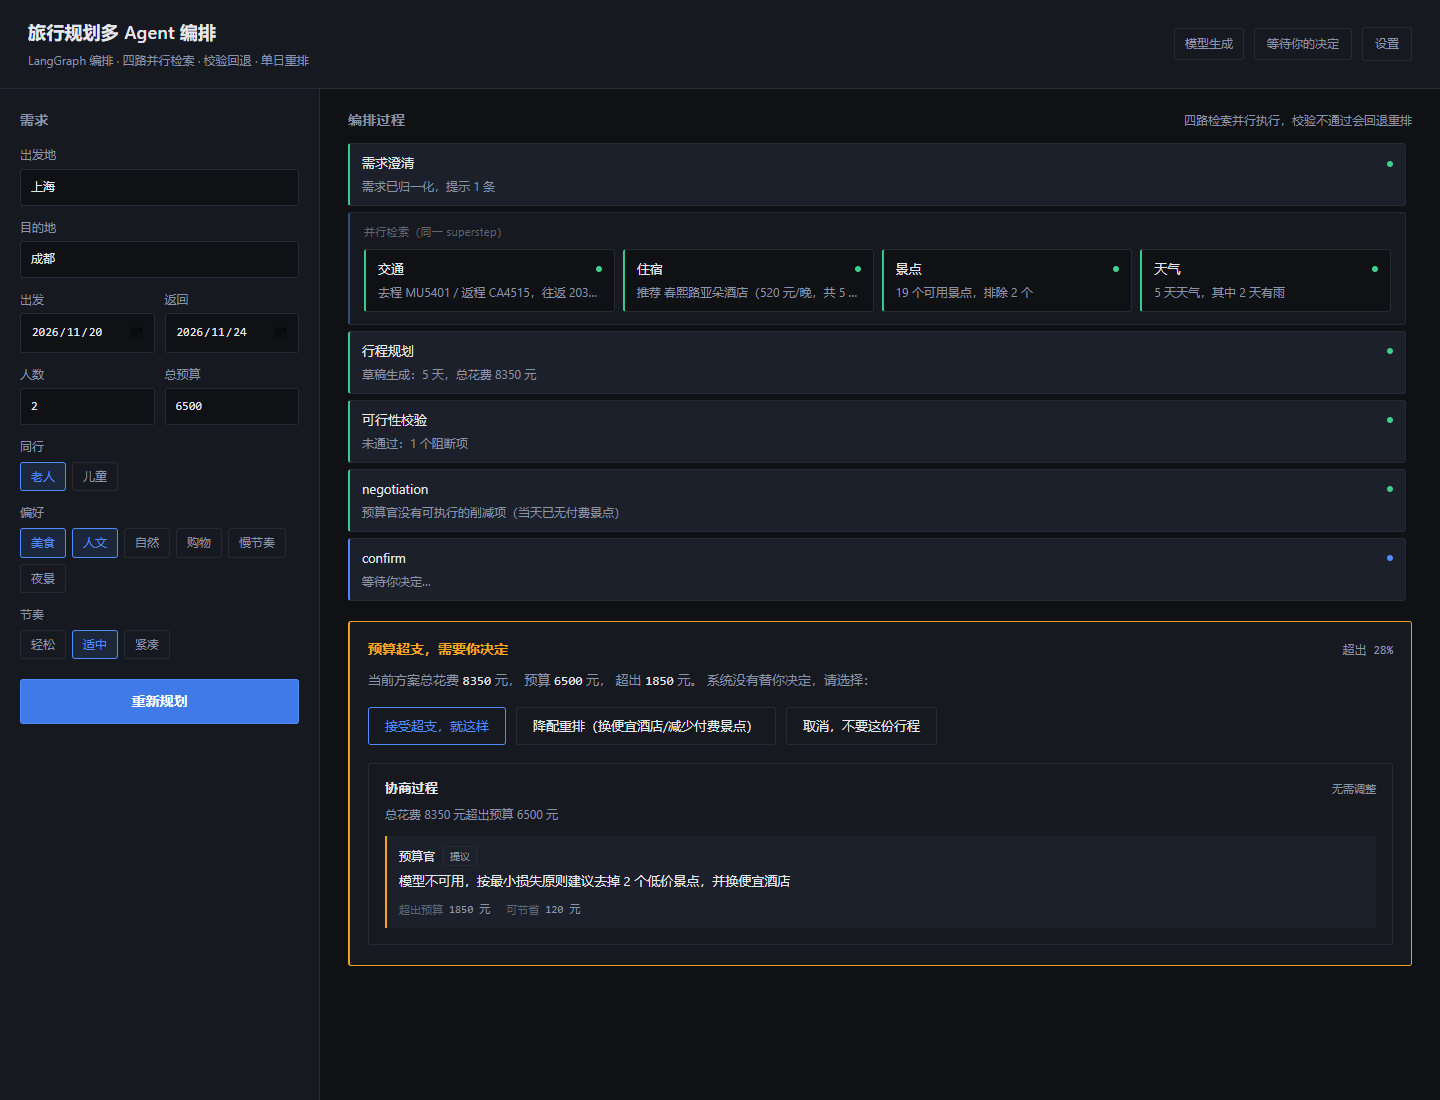 旅行规划多 Agent 编排
LangGraph 编排 · 四路并行检索 · 校验回退 · 单日重排
模型生成
等待你的决定
设置
需求
出发地
上海
目的地
成都
出发
返回
2026/11/20
2026/11/24
人数
总预算
2
6500
同行
老人
儿童
偏好
美食
人文
自然
购物
慢节奏
夜景
节奏
轻松
适中
紧凑
重新规划
编排过程
四路检索并行执行，校验不通过会回退重排
需求澄清
需求已归一化，提示 1 条
并行检索（同一 superstep）
交通
去程 MU5401 / 返程 CA4515，往返 203...
住宿
推荐 春熙路亚朵酒店（520 元/晚，共 5 ...
景点
19 个可用景点，排除 2 个
天气
5 天天气，其中 2 天有雨
行程规划
草稿生成：5 天，总花费 8350 元
可行性校验
未通过：1 个阻断项
negotiation
预算官没有可执行的削减项（当天已无付费景点）
confirm
等待你决定...
预算超支，需要你决定
超出 28%
当前方案总花费 8350 元， 预算 6500 元， 超出 1850 元。 系统没有替你决定，请选择：
接受超支，就这样
降配重排（换便宜酒店/减少付费景点）
取消，不要这份行程
协商过程
无需调整
总花费 8350 元超出预算 6500 元
预算官 提议
模型不可用，按最小损失原则建议去掉 2 个低价景点，并换便宜酒店
超出预算 1850 元 可节省 120 元